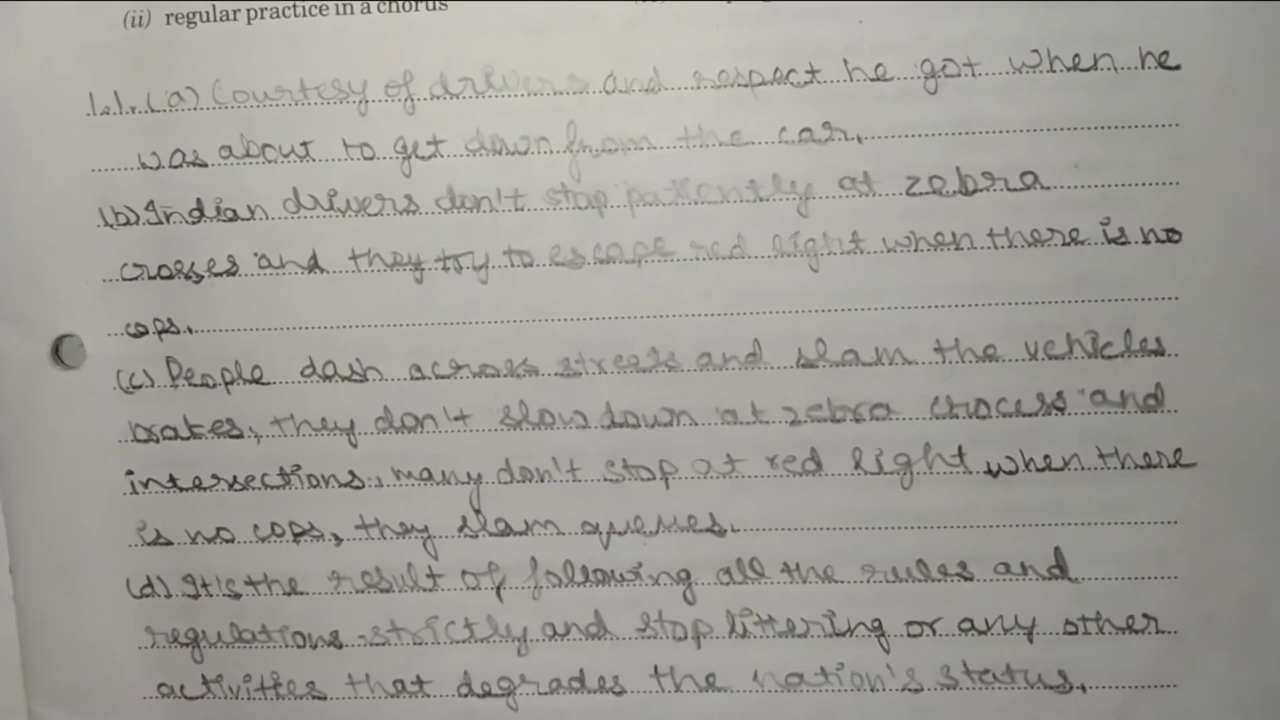 (ii) regular practice in a chorus
1.1.(a) Courtesy of drivers and respect he got when he
was about to get down from the car.
(b) Indian drivers don't stop patiently at zebra
crosses and they try to escape red light when there is no
cops.
(c) People dash across streets and slam the vehicles
brakes, they don't slow down at zebra crocess and
intersections, many don't stop at red light when there
is no cops, they slam queues.
(d) It is the result of following all the rules and
regulations strictly and stop littering or any other
activities that degrades the nation's status.